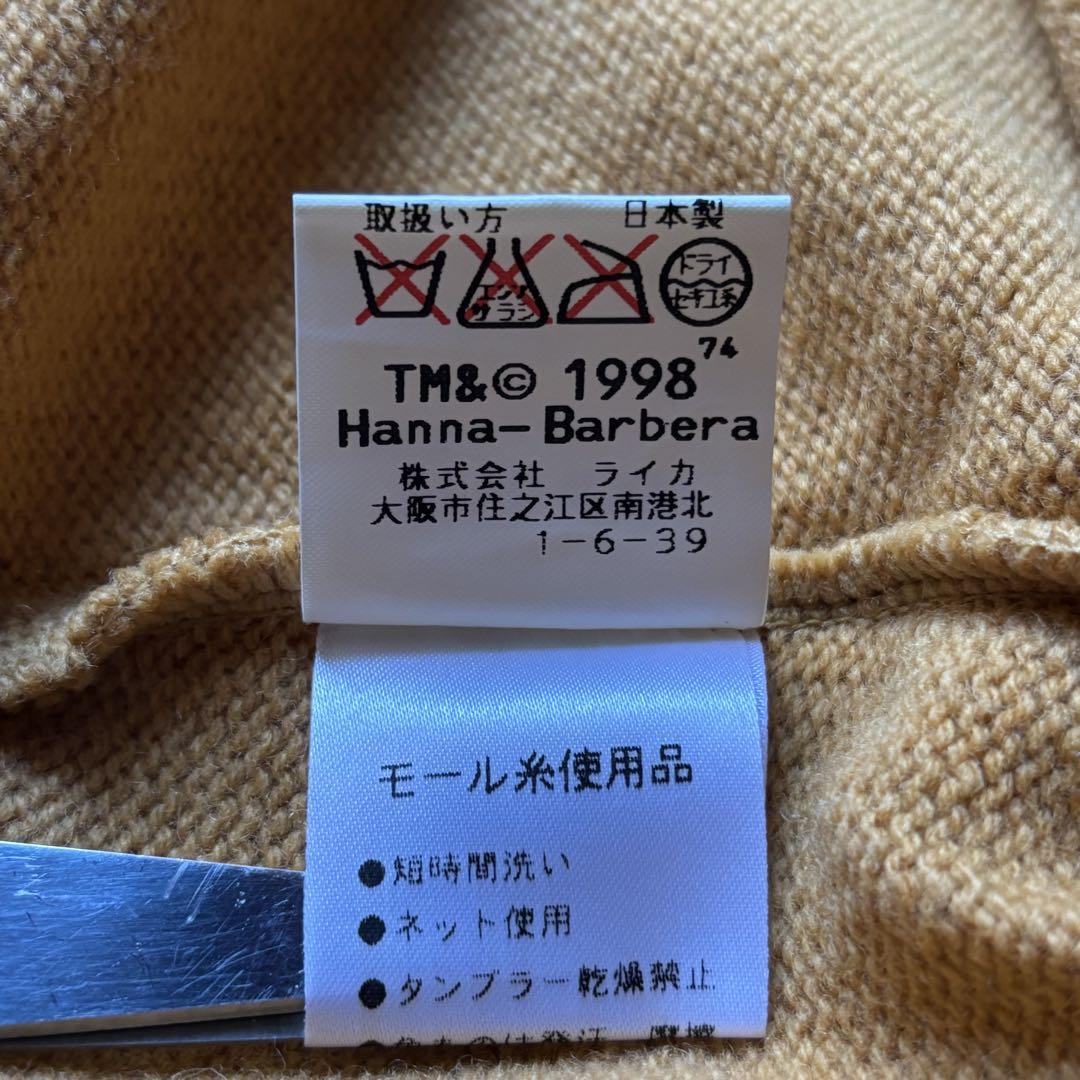 取扱い方 日本製
エンソ
サラシ
ドライ
セキユ系
74
TM&© 1998
Hanna-Barbera
株式会社 ライカ
大阪市住之江区南港北
1-6-39
モール糸使用品
●短時間洗い
●ネット使用
●タンブラー乾燥禁止